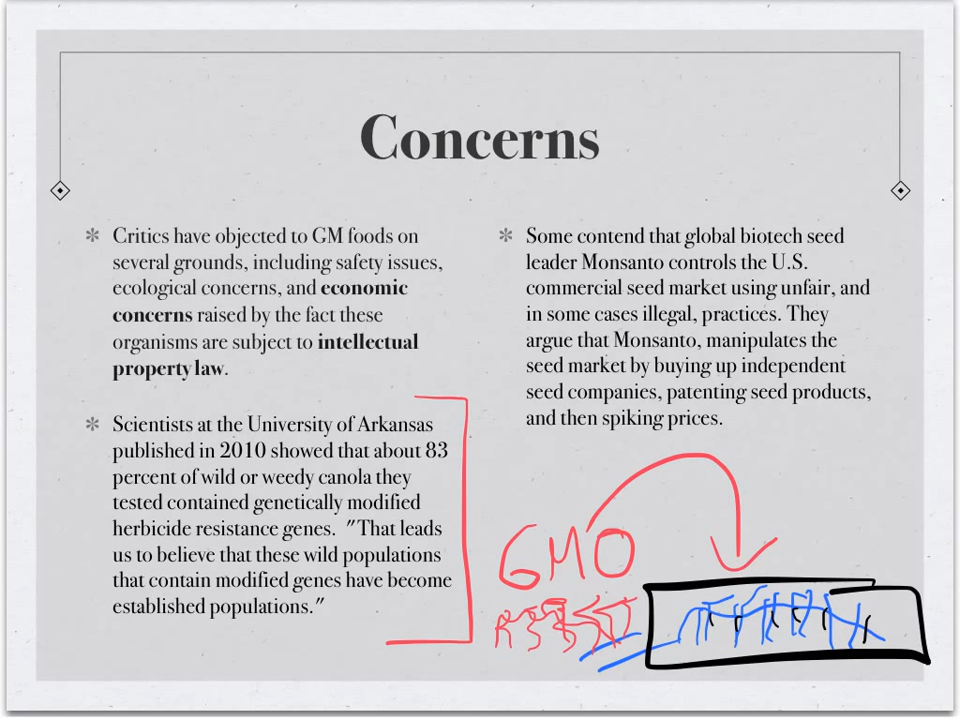 Concerns
Critics have objected to GM foods on
several grounds, including safety issues,
ecological concerns, and economic
concerns raised by the fact these
organisms are subject to intellectual
property law.
Scientists at the University of Arkansas
published in 2010 showed that about 83
percent of wild or weedy canola they
tested contained genetically modified
herbicide resistance genes. "That leads
us to believe that these wild populations
that contain modified genes have become
established populations."
Some contend that global biotech seed
leader Monsanto controls the U.S.
commercial seed market using unfair, and
in some cases illegal, practices. They
argue that Monsanto, manipulates the
seed market by buying up independent
seed companies, patenting seed products,
and then spiking prices.
GMO